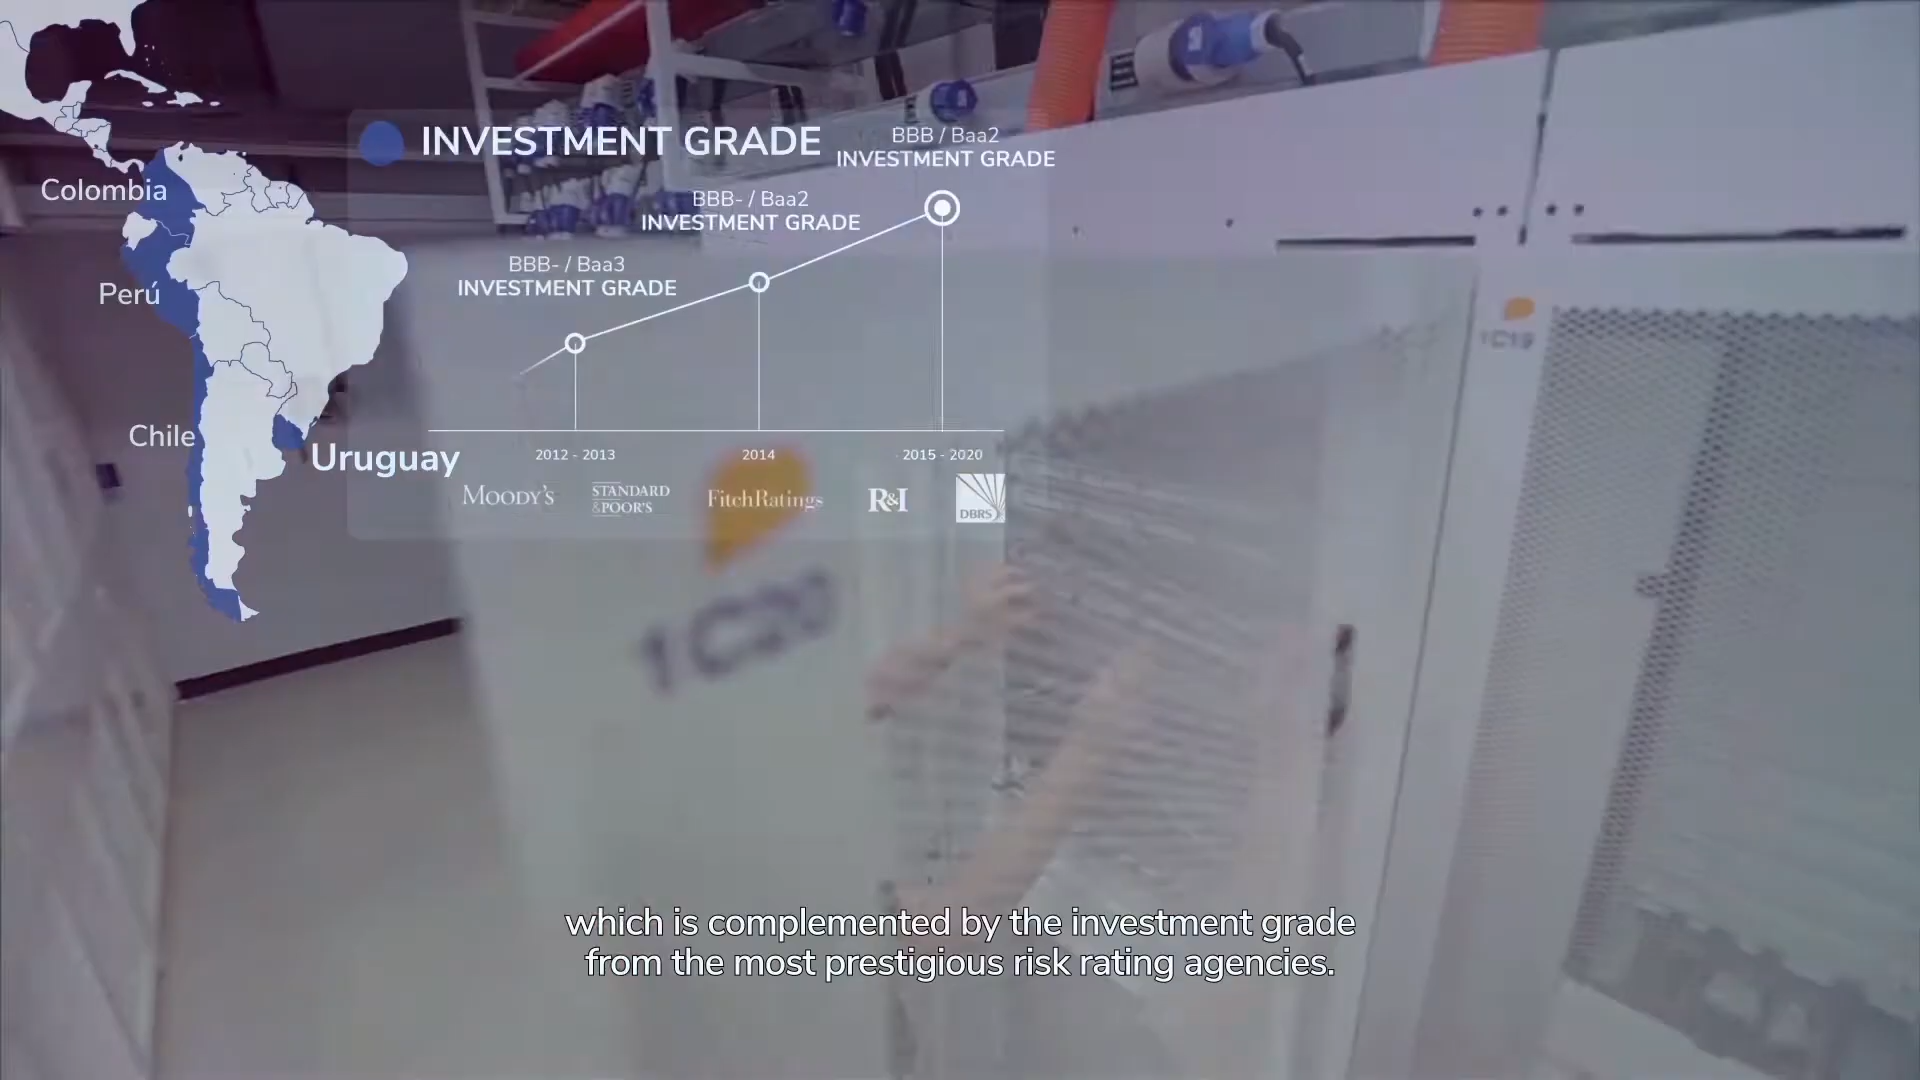 INVESTMENT GRADE
BBB / Baa2
INVESTMENT GRADE
BBB- / Baa2
INVESTMENT GRADE
BBB- / Baa3
INVESTMENT GRADE
Colombia
Perú
Chile
Uruguay
2012 - 2013
2014
2015 - 2020
MOODY'S
STANDARD
&POOR'S
FitchRatings
R&I
DBRS
1C19
1C20
which is complemented by the investment grade
from the most prestigious risk rating agencies.